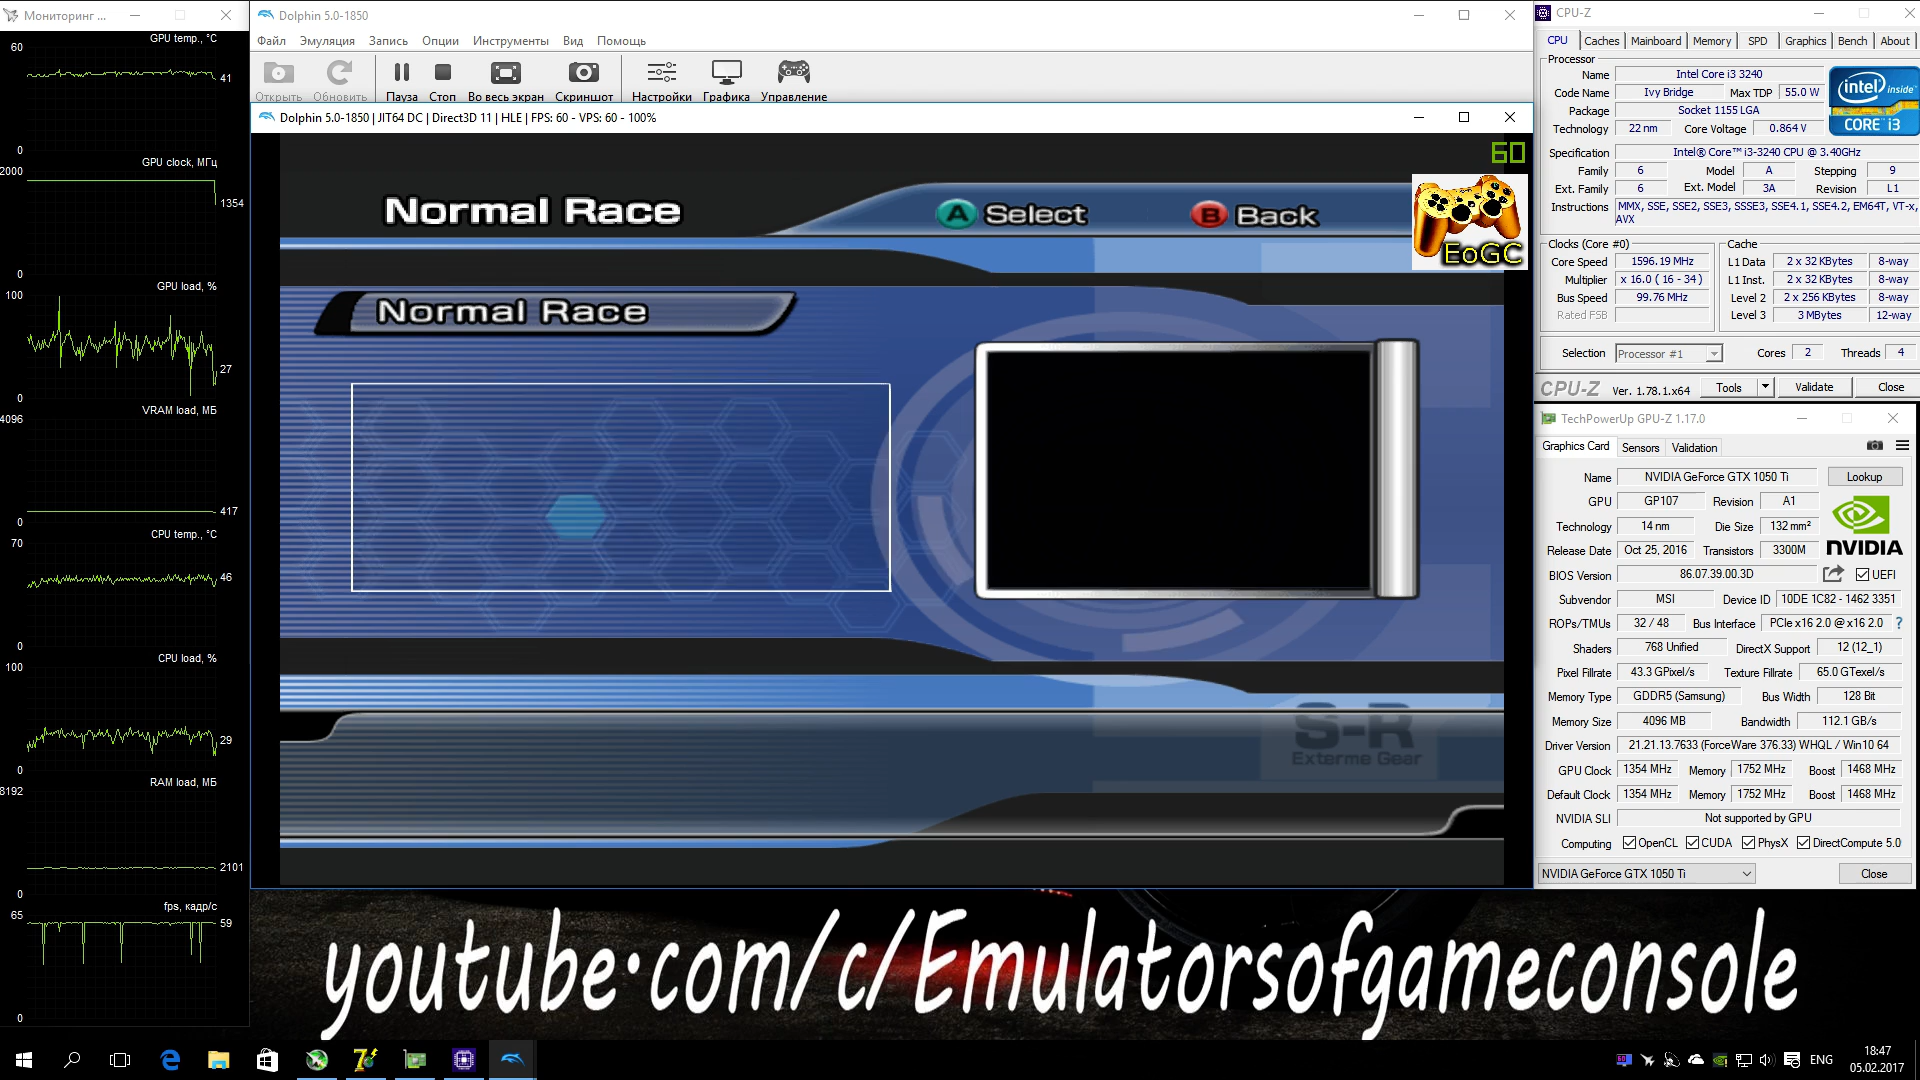 Мониторинг ...
GPU temp., °C
60
41
0
GPU clock, МГц
2000
1354
0
GPU load, %
100
27
0
VRAM load, МБ
4096
417
0
CPU temp., °C
70
46
0
CPU load, %
100
29
0
RAM load, МБ
8192
2101
0
fps, кадр/с
65
59
0
Dolphin 5.0-1850
Файл Эмуляция Запись Опции Инструменты Вид Помощь
Открыть Обновить Пауза Стоп Во весь экран Скриншот Настройки Графика Управление
Dolphin 5.0-1850 | JIT64 DC | Direct3D 11 | HLE | FPS: 60 - VPS: 60 - 100%
60
EoGC
Normal Race A Select B Back
Normal Race
S-R
Exterme Gear
youtube.com/c/Emulatorsofgameconsole
CPU-Z
CPU Caches Mainboard Memory SPD Graphics Bench About
Processor
Name Intel Core i3 3240
Code Name Ivy Bridge Max TDP 55.0 W
Package Socket 1155 LGA
Technology 22 nm Core Voltage 0.864 V
intel inside™
CORE i3
Specification Intel® Core™ i3-3240 CPU @ 3.40GHz
Family 6 Model A Stepping 9
Ext. Family 6 Ext. Model 3A Revision L1
Instructions MMX, SSE, SSE2, SSE3, SSSE3, SSE4.1, SSE4.2, EM64T, VT-x,
AVX
Clocks (Core #0) Cache
Core Speed 1596.19 MHz L1 Data 2 x 32 KBytes 8-way
Multiplier x 16.0 ( 16 - 34 ) L1 Inst. 2 x 32 KBytes 8-way
Bus Speed 99.76 MHz Level 2 2 x 256 KBytes 8-way
Rated FSB Level 3 3 MBytes 12-way
Selection Processor #1 Cores 2 Threads 4
CPU-Z Ver. 1.78.1.x64 Tools Validate Close
TechPowerUp GPU-Z 1.17.0
Graphics Card Sensors Validation
Name NVIDIA GeForce GTX 1050 Ti Lookup
GPU GP107 Revision A1
Technology 14 nm Die Size 132 mm²
Release Date Oct 25, 2016 Transistors 3300M
NVIDIA
BIOS Version 86.07.39.00.3D UEFI
Subvendor MSI Device ID 10DE 1C82 - 1462 3351
ROPs/TMUs 32 / 48 Bus Interface PCIe x16 2.0 @ x16 2.0 ?
Shaders 768 Unified DirectX Support 12 (12_1)
Pixel Fillrate 43.3 GPixel/s Texture Fillrate 65.0 GTexel/s
Memory Type GDDR5 (Samsung) Bus Width 128 Bit
Memory Size 4096 MB Bandwidth 112.1 GB/s
Driver Version 21.21.13.7633 (ForceWare 376.33) WHQL / Win10 64
GPU Clock 1354 MHz Memory 1752 MHz Boost 1468 MHz
Default Clock 1354 MHz Memory 1752 MHz Boost 1468 MHz
NVIDIA SLI Not supported by GPU
Computing OpenCL CUDA PhysX DirectCompute 5.0
NVIDIA GeForce GTX 1050 Ti Close
ENG
18:47
05.02.2017